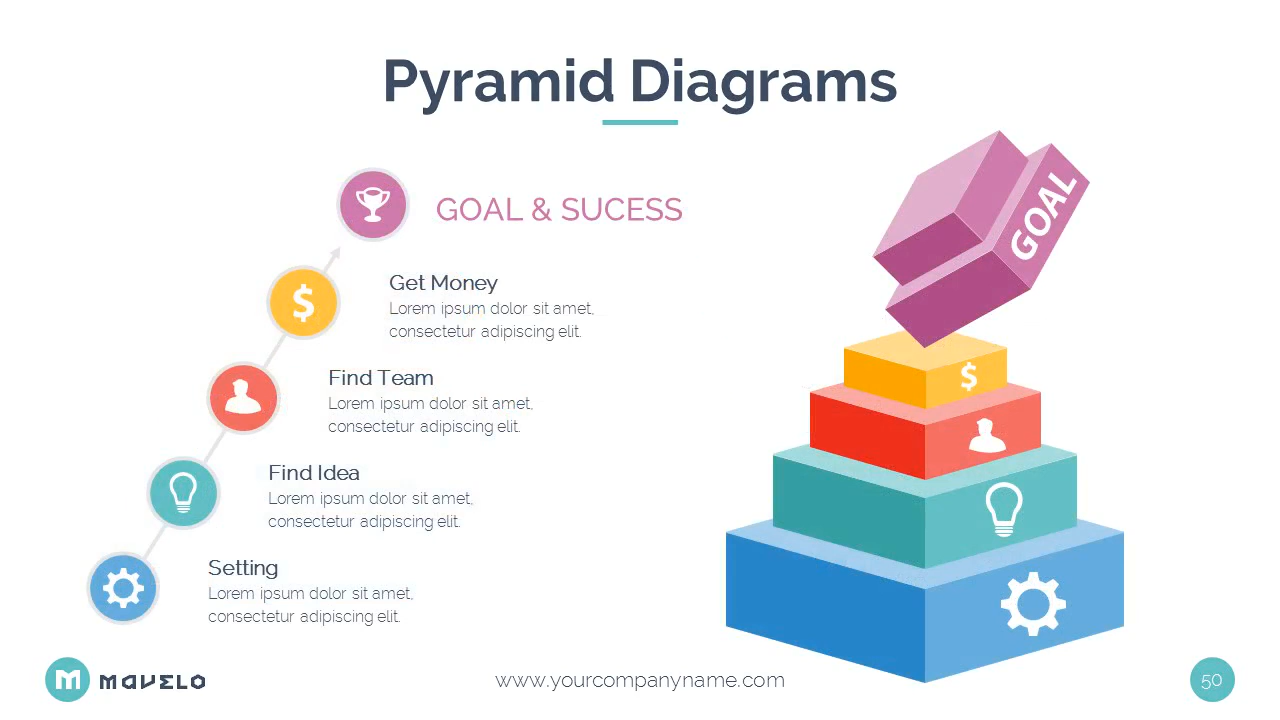 Pyramid Diagrams
GOAL & SUCESS
Get Money
Lorem ipsum dolor sit amet,
consectetur adipiscing elit.
Find Team
Lorem ipsum dolor sit amet,
consectetur adipiscing elit.
Find Idea
Lorem ipsum dolor sit amet,
consectetur adipiscing elit.
Setting
Lorem ipsum dolor sit amet,
consectetur adipiscing elit.
$
GOAL
$
M MAVELO
www.yourcompanyname.com
50